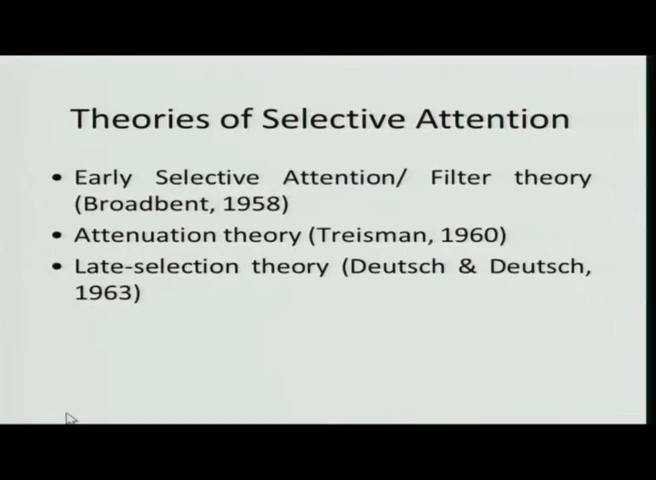 Theories of Selective Attention
• Early Selective Attention/ Filter theory
(Broadbent, 1958)
• Attenuation theory (Treisman, 1960)
• Late-selection theory (Deutsch & Deutsch,
1963)